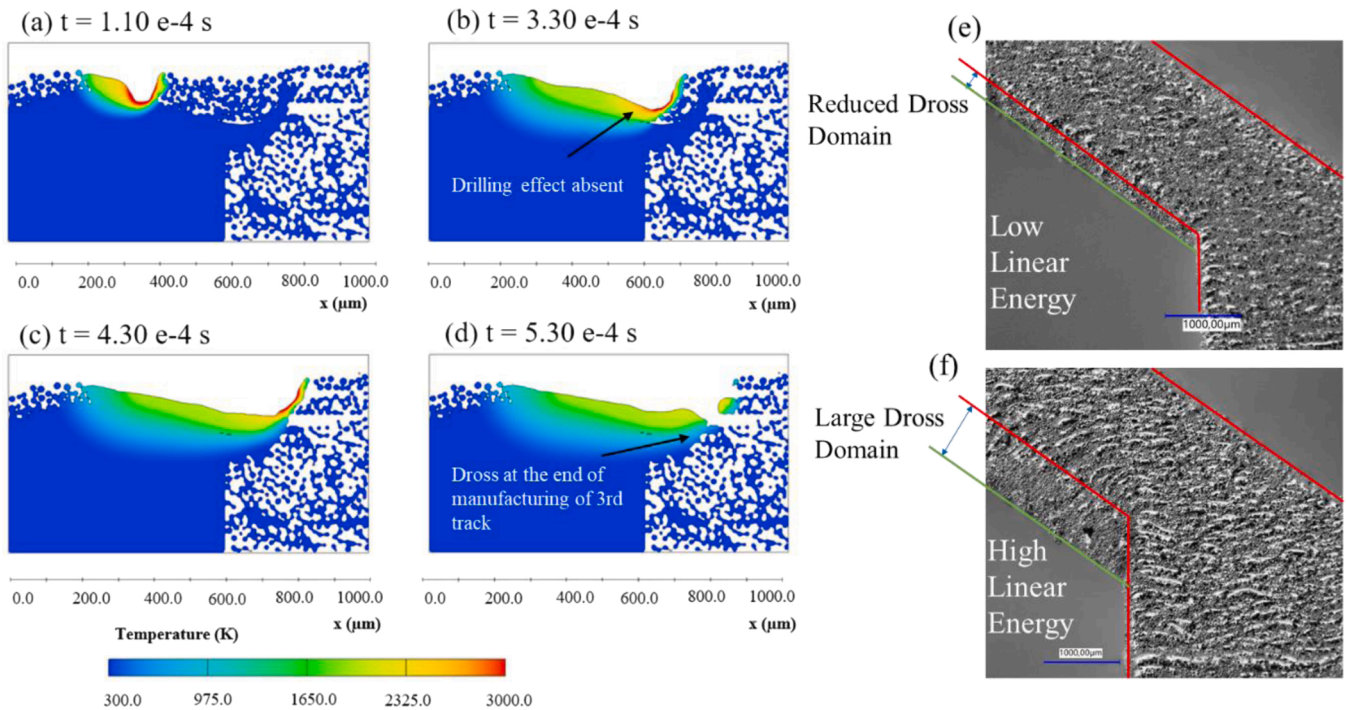 (a) t = 1.10 e-4 s
(b) t = 3.30 e-4 s
Drilling effect absent
0.0 200.0 400.0 600.0 800.0 1000.0
x (µm)
0.0 200.0 400.0 600.0 800.0 1000.0
x (µm)
(c) t = 4.30 e-4 s
(d) t = 5.30 e-4 s
Dross at the end of
manufacturing of 3rd
track
0.0 200.0 400.0 600.0 800.0 1000.0
x (µm)
0.0 200.0 400.0 600.0 800.0 1000.0
x (µm)
Temperature (K)
300.0 975.0 1650.0 2325.0 3000.0
(e)
Reduced Dross
Domain
Low
Linear
Energy
1000,00µm
(f)
Large Dross
Domain
High
Linear
Energy
1000,00µm